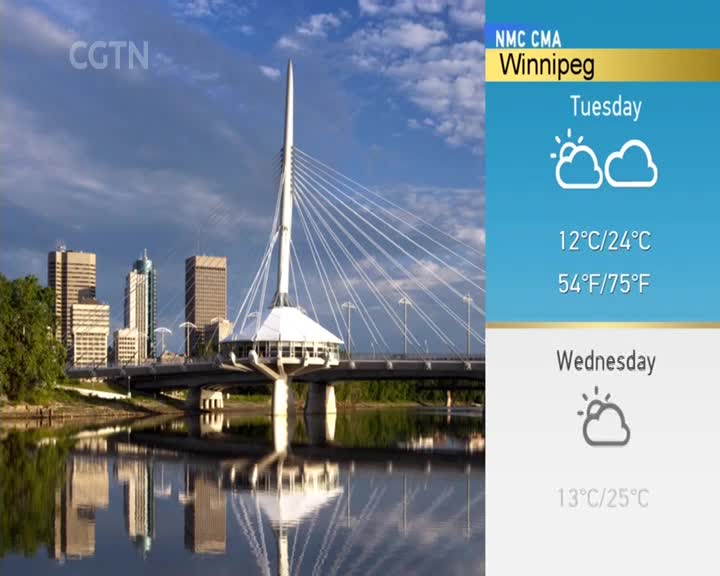 CGTN
NMC CMA
Winnipeg
Tuesday
12°C/24°C
54°F/75°F
Wednesday
13°C/25°C